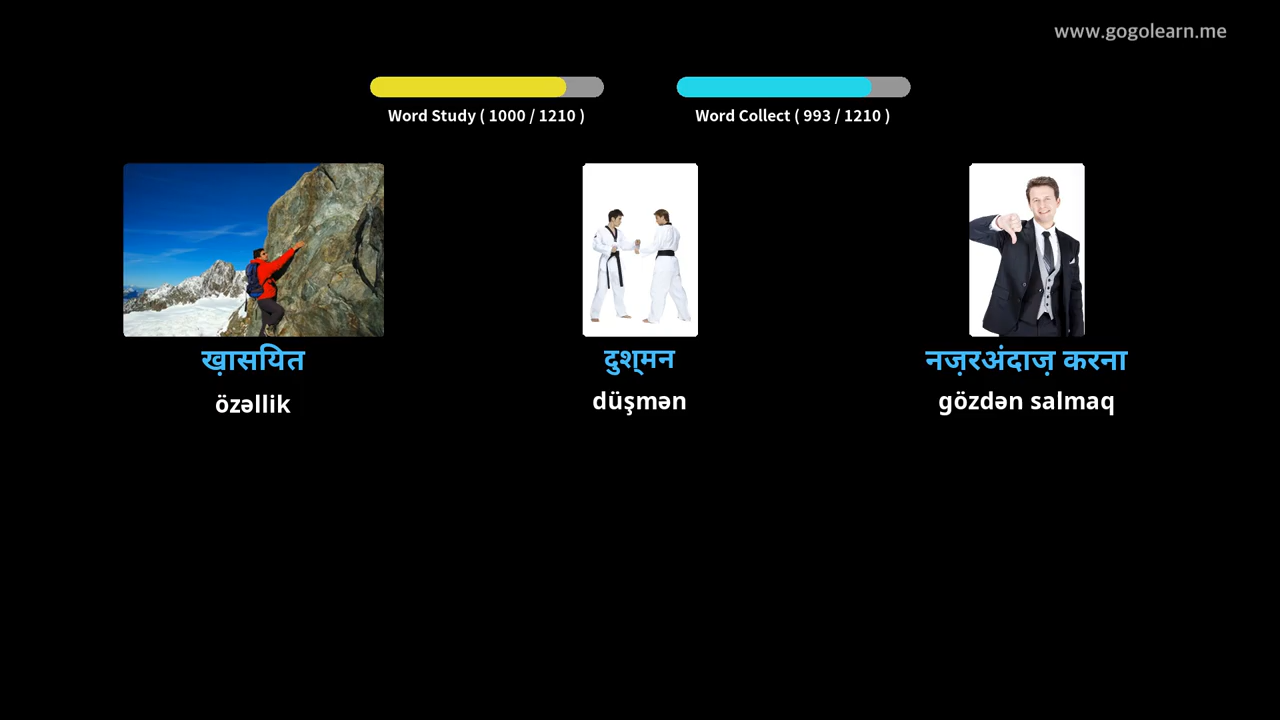 www.gogolearn.me
Word Study ( 1000 / 1210 )
Word Collect ( 993 / 1210 )
ख़ासयित
दुश्मन
नज़रअंदाज़ करना
özəllik
düşmən
gözdən salmaq